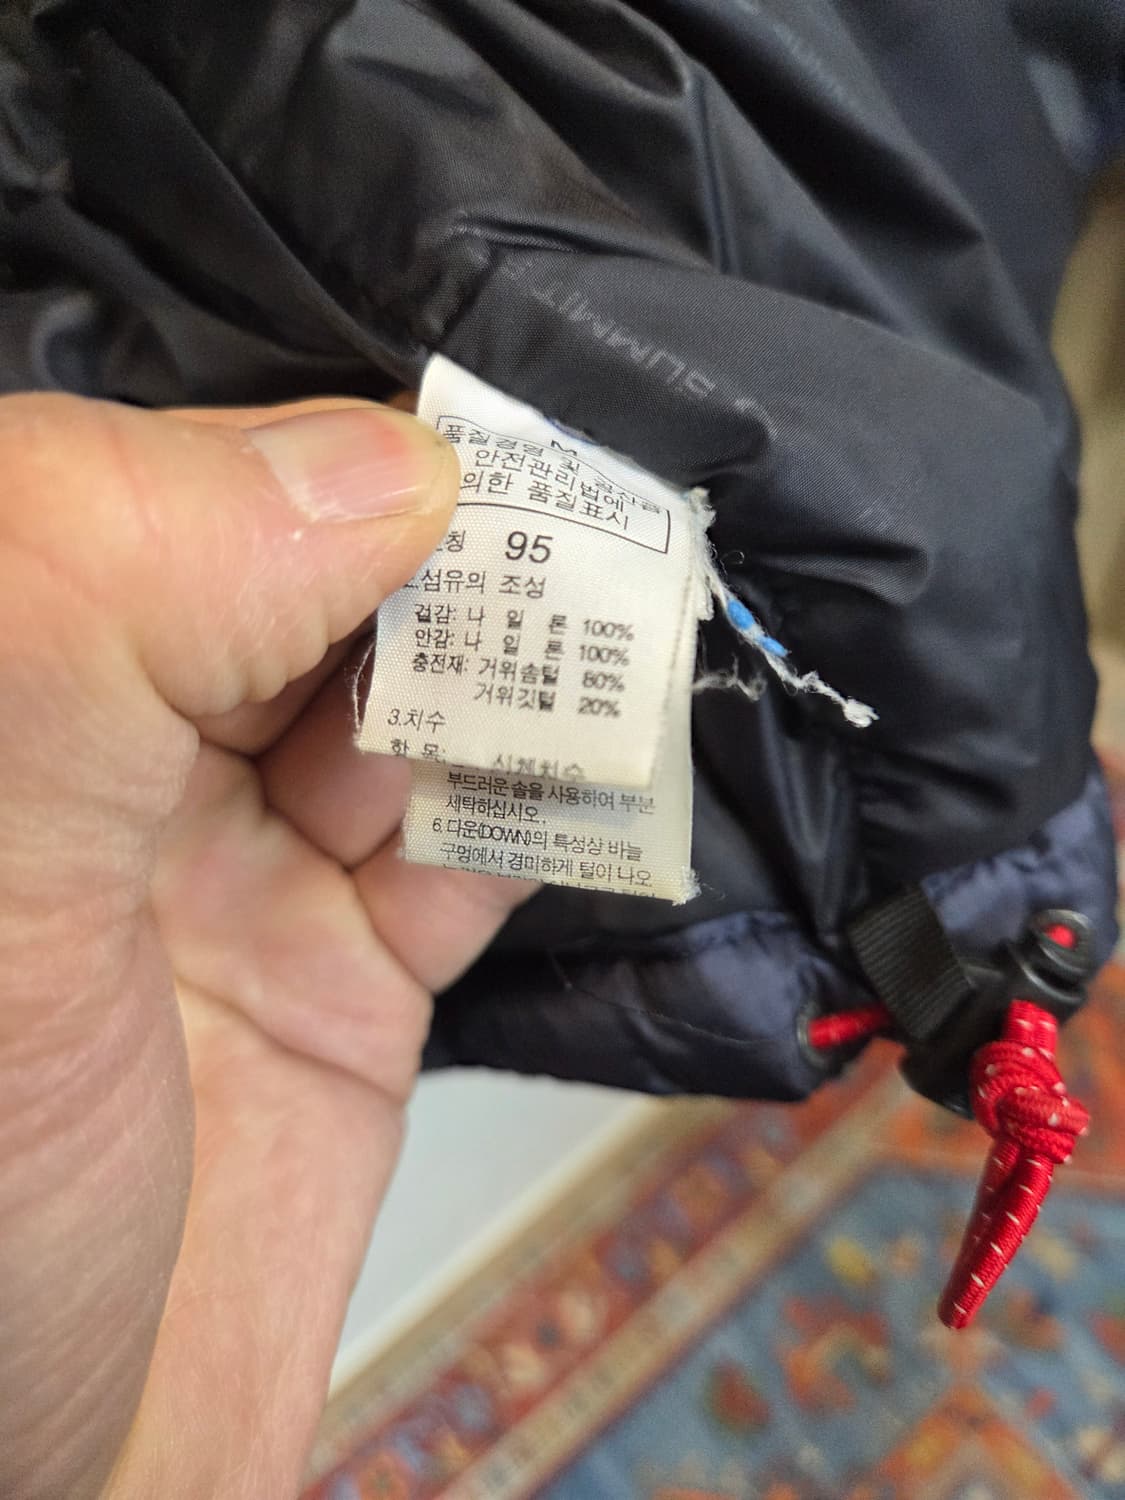 SUMMIT
M
품질경영 및
안전관리법에
의한 품질표시
95
섬유의 조성
겉감: 나 일 론 100%
안감: 나 일 론 100%
충전재: 거위솜털 80%
거위깃털 20%
3.치수
항 목: 신체치수
부드러운 솔을 사용하여 부분
세탁하십시오.
6.다운(DOWN)의 특성상 바늘
구멍에서 경미하게 털이 나오